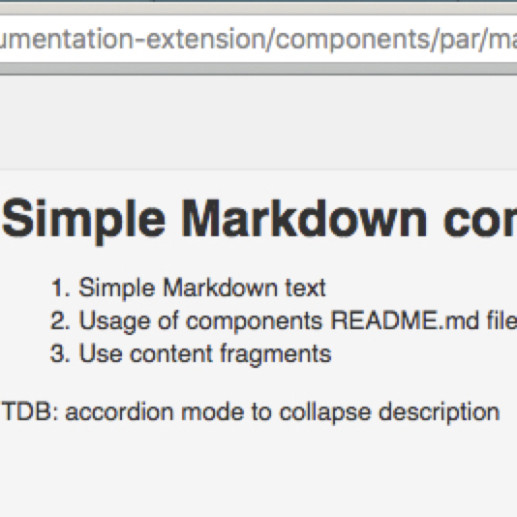 umentation-extension/components/par/ma
Simple Markdown cor
1. Simple Markdown text
2. Usage of components README.md file
3. Use content fragments
TDB: accordion mode to collapse description